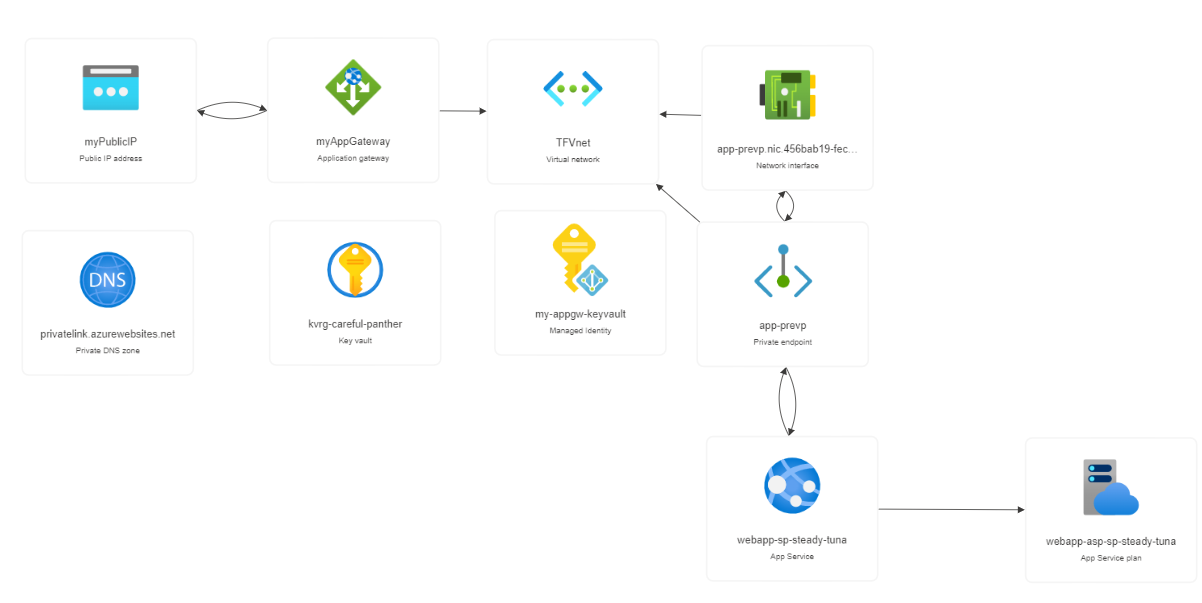 myPublicIP
Public IP address
myAppGateway
Application gateway
TFVnet
Virtual network
app-prevp.nic.456bab19-fec...
Network interface
DNS
privatelink.azurewebsites.net
Private DNS zone
kvrg-careful-panther
Key vault
my-appgw-keyvault
Managed Identity
app-prevp
Private endpoint
webapp-sp-steady-tuna
App Service
webapp-asp-sp-steady-tuna
App Service plan